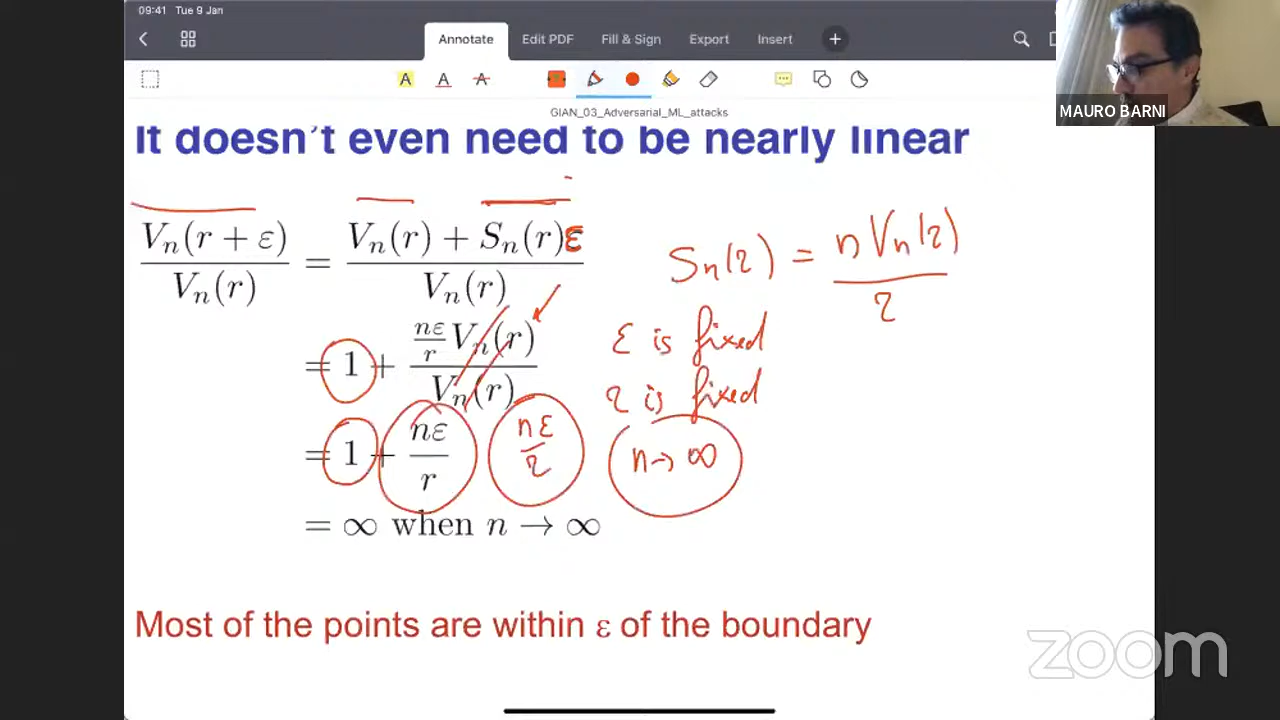 09:41 Tue 9 Jan
Annotate Edit PDF Fill & Sign Export Insert +
A A A
MAURO BARNI
GIAN_03_Adversarial_ML_attacks
It doesn't even need to be nearly linear
Vₙ(r + ε) / Vₙ(r) = (Vₙ(r) + Sₙ(r)ε) / Vₙ(r)
Sₙ(r) = n Vₙ(r) / r
= 1 + (nε/r Vₙ(r)) / Vₙ(r)
ε is fixed
r is fixed
= 1 + nε / r
nε / r
n → ∞
= ∞ when n → ∞
Most of the points are within ε of the boundary
zoom